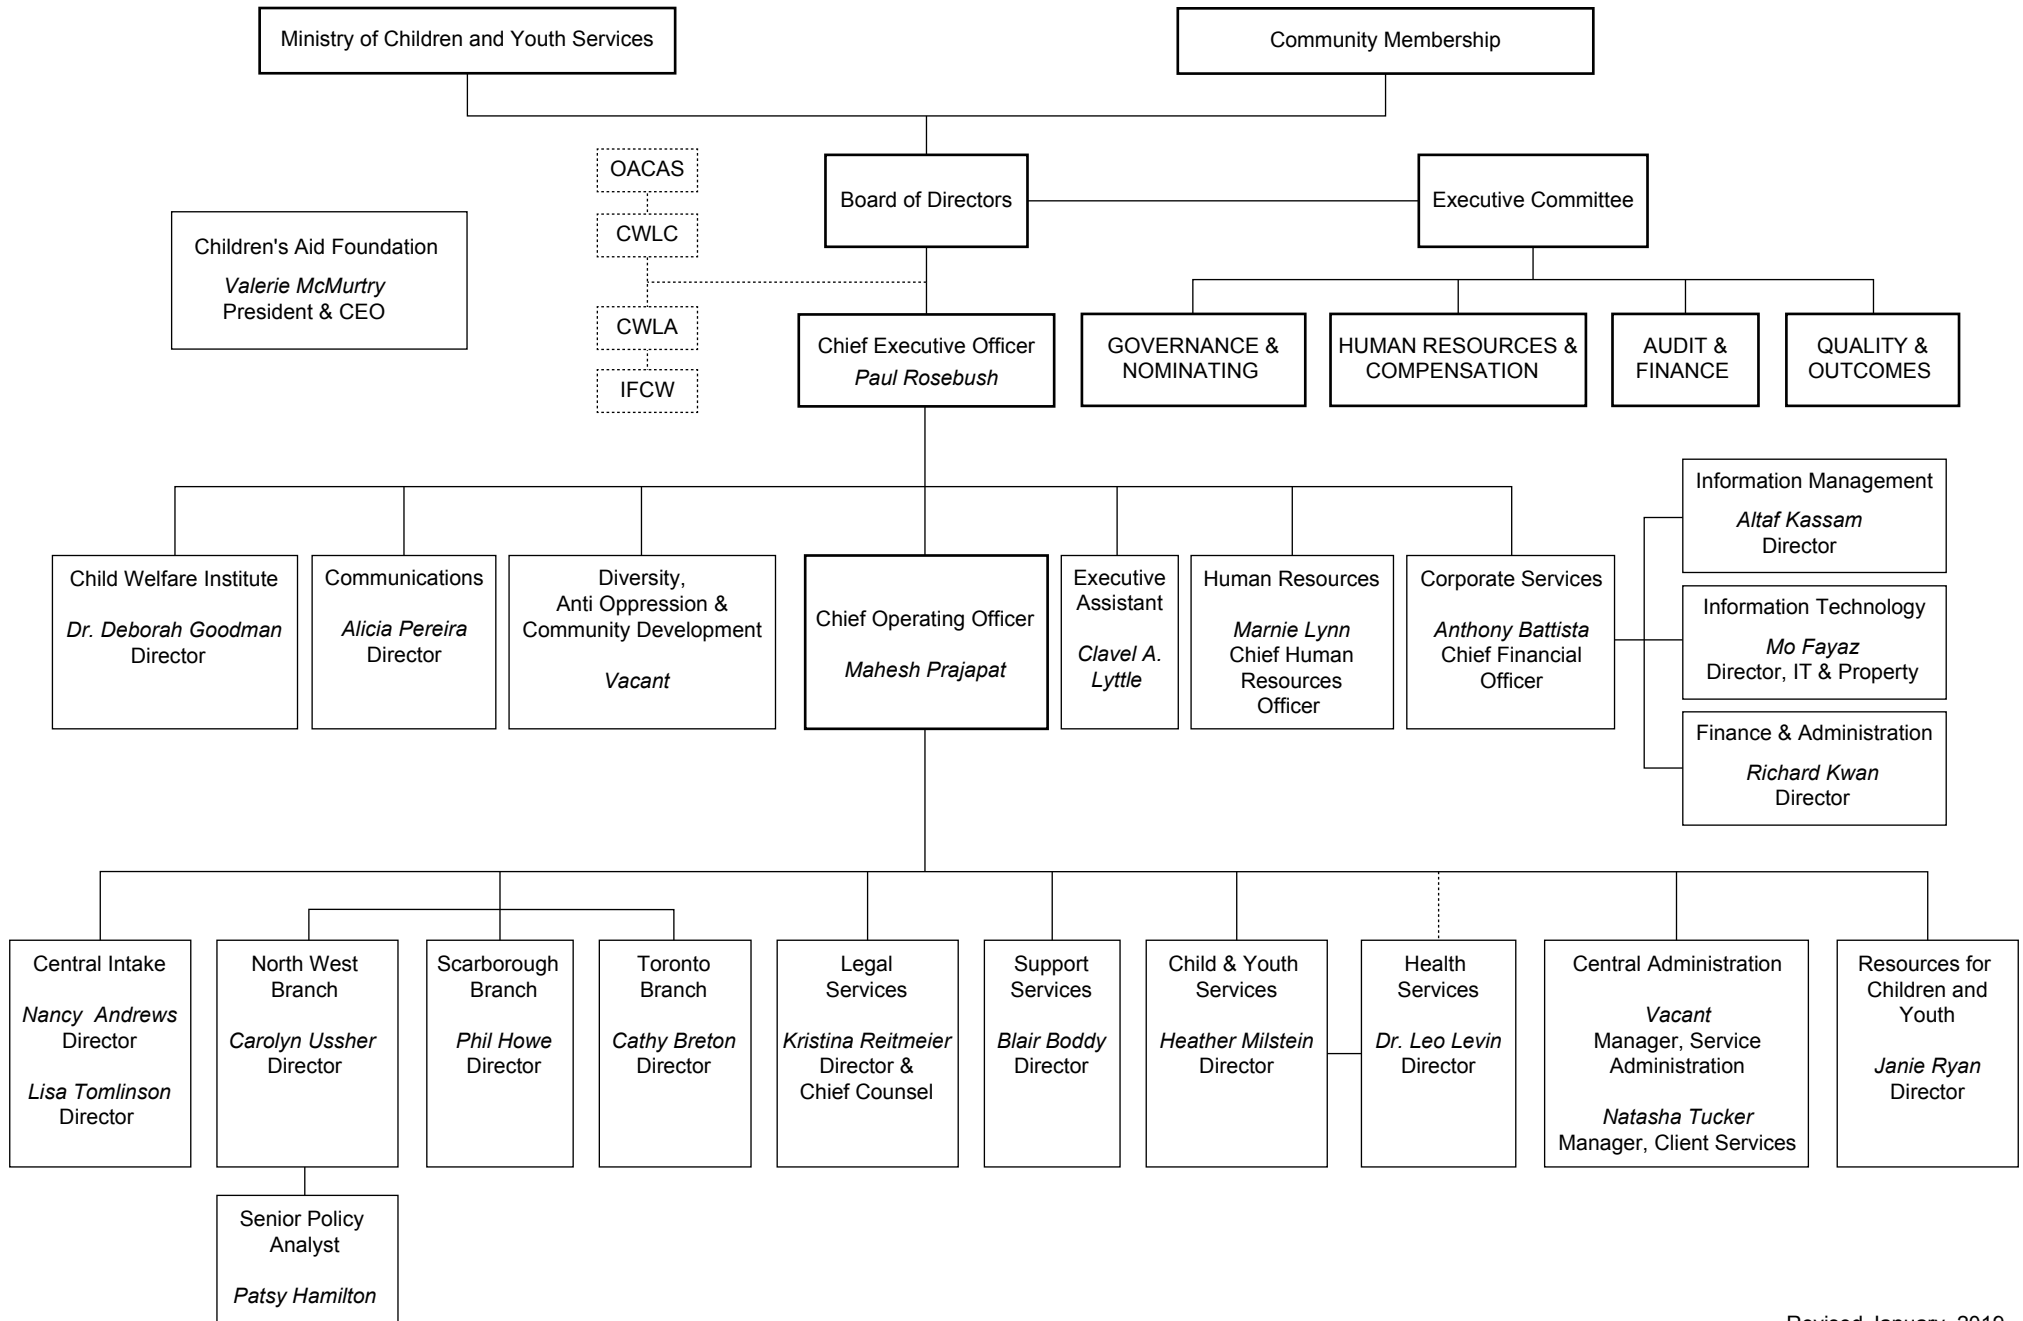 Ministry of Children and Youth Services
Community Membership
OACAS
CWLC
CWLA
IFCW
Board of Directors
Executive Committee
Children's Aid Foundation
Valerie McMurtry
President & CEO
Chief Executive Officer
Paul Rosebush
GOVERNANCE &
NOMINATING
HUMAN RESOURCES &
COMPENSATION
AUDIT &
FINANCE
QUALITY &
OUTCOMES
Child Welfare Institute
Dr. Deborah Goodman
Director
Communications
Alicia Pereira
Director
Diversity,
Anti Oppression &
Community Development
Vacant
Chief Operating Officer
Mahesh Prajapat
Executive
Assistant
Clavel A.
Lyttle
Human Resources
Marnie Lynn
Chief Human
Resources
Officer
Corporate Services
Anthony Battista
Chief Financial
Officer
Information Management
Altaf Kassam
Director
Information Technology
Mo Fayaz
Director, IT & Property
Finance & Administration
Richard Kwan
Director
Central Intake
Nancy Andrews
Director
Lisa Tomlinson
Director
North West
Branch
Carolyn Ussher
Director
Scarborough
Branch
Phil Howe
Director
Toronto
Branch
Cathy Breton
Director
Legal
Services
Kristina Reitmeier
Director &
Chief Counsel
Support
Services
Blair Boddy
Director
Child & Youth
Services
Heather Milstein
Director
Health
Services
Dr. Leo Levin
Director
Central Administration
Vacant
Manager, Service
Administration
Natasha Tucker
Manager, Client Services
Resources for
Children and
Youth
Janie Ryan
Director
Senior Policy
Analyst
Patsy Hamilton